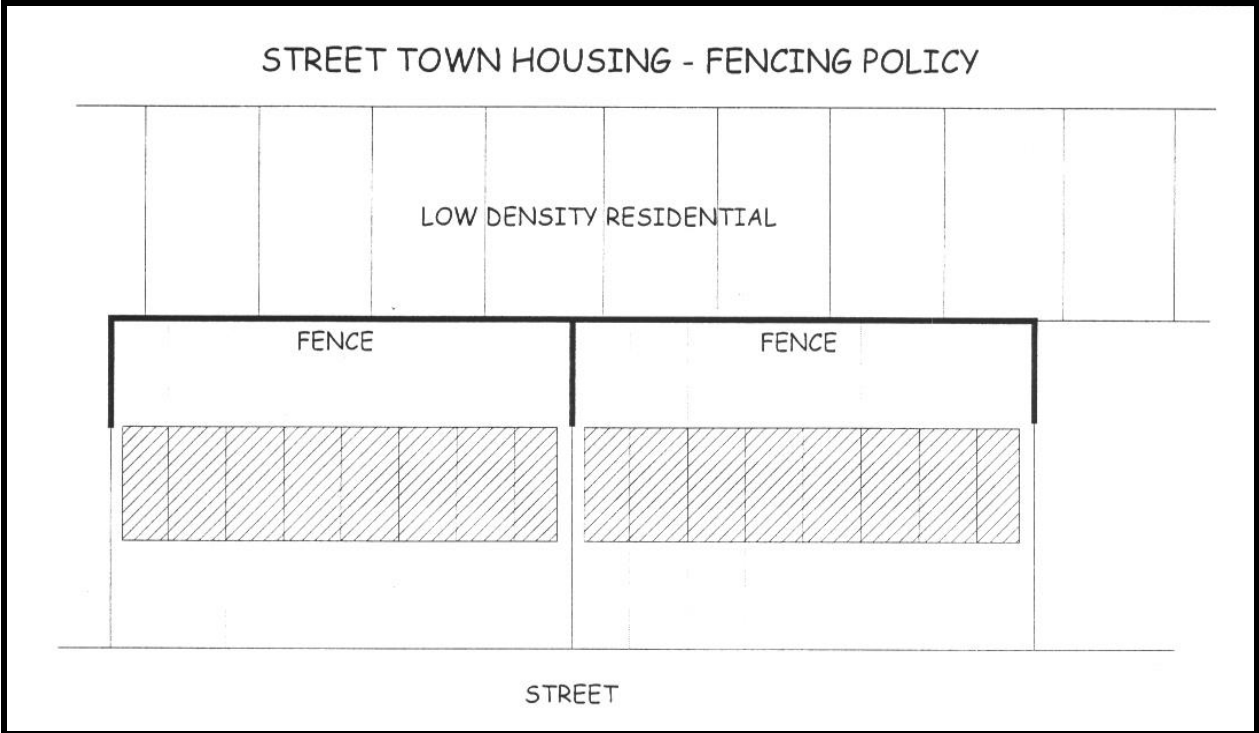 STREET TOWN HOUSING - FENCING POLICY
LOW DENSITY RESIDENTIAL
FENCE
FENCE
STREET